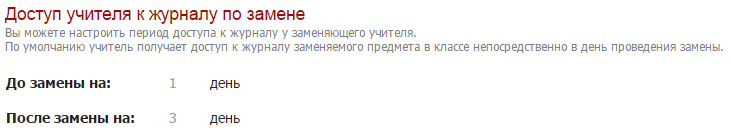 Доступ учителя к журналу по замене
Вы можете настроить период доступа к журналу у заменяющего учителя.
По умолчанию учитель получает доступ к журналу заменяемого предмета в классе непосредственно в день проведения замены.
До замены на: 1 день
После замены на: 3 день